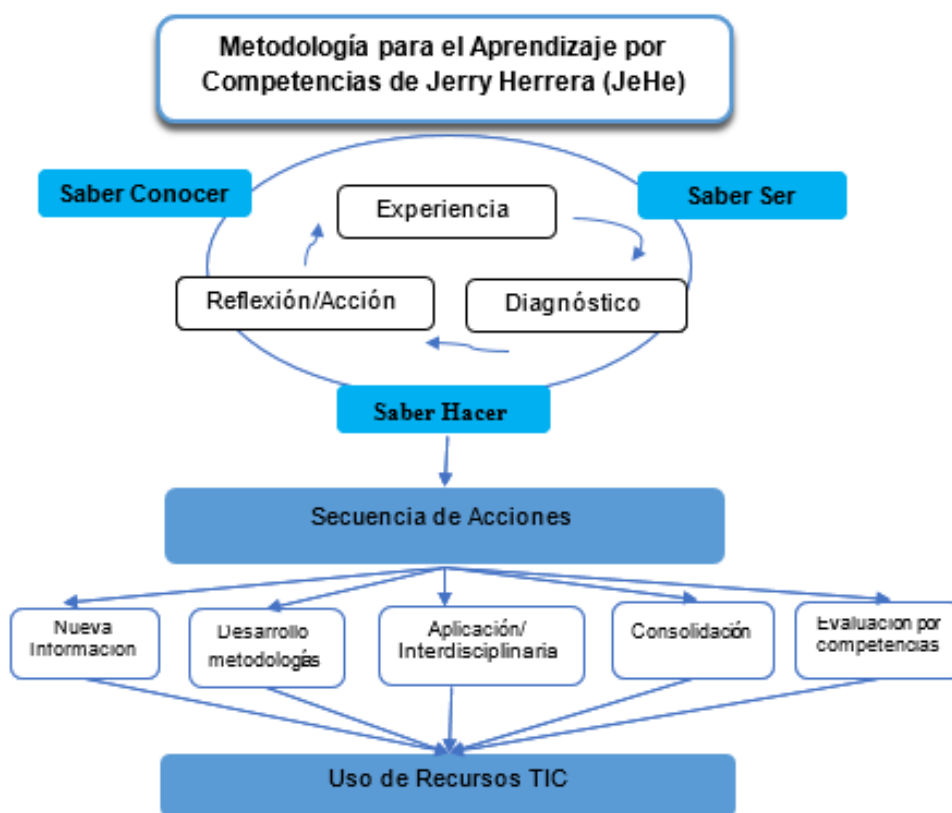 Metodología para el Aprendizaje por
Competencias de Jerry Herrera (JeHe)
Saber Conocer
Saber Ser
Experiencia
Reflexión/Acción
Diagnóstico
Saber Hacer
Secuencia de Acciones
Nueva
Informacion
Desarrollo
metodologías
Aplicación/
Interdisciplinaria
Consolidación
Evaluacion por
competencias
Uso de Recursos TIC